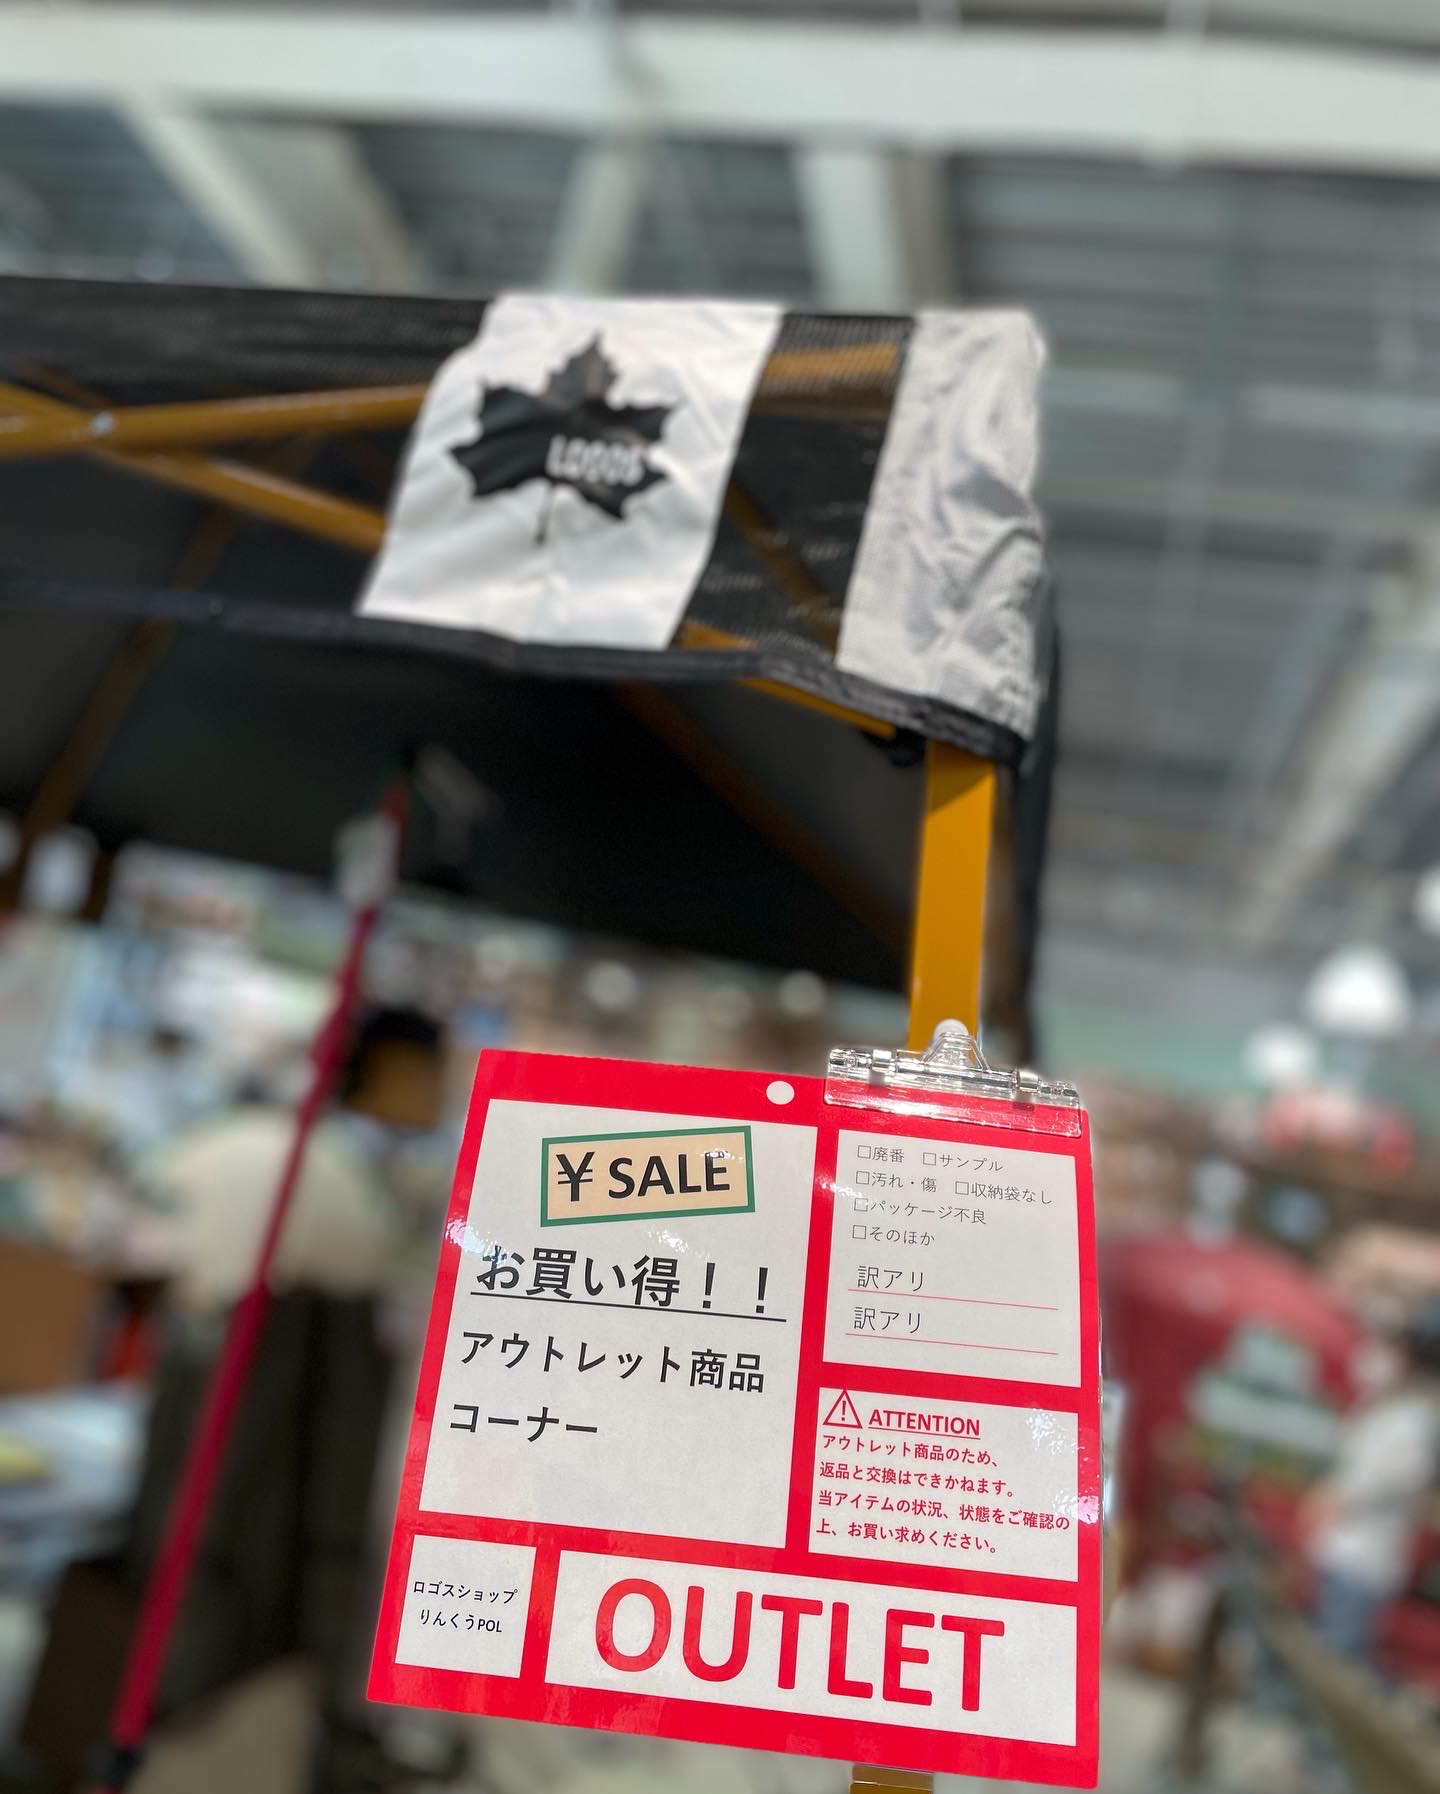 LOGOS
¥ SALE
お買い得！！
アウトレット商品
コーナー
□廃番　□サンプル
□汚れ・傷　□収納袋なし
□パッケージ不良
□そのほか
訳アリ
訳アリ
ATTENTION
アウトレット商品のため、
返品と交換はできかねます。
当アイテムの状況、状態をご確認の
上、お買い求めください。
ロゴスショップ
りんくうPOL
OUTLET